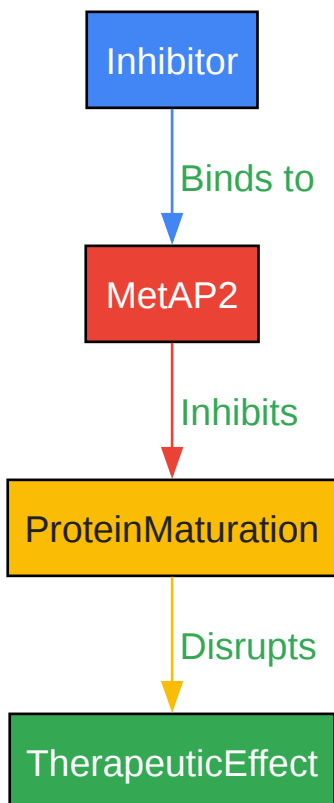 Inhibitor
Binds to
MetAP2
Inhibits
ProteinMaturation
Disrupts
TherapeuticEffect